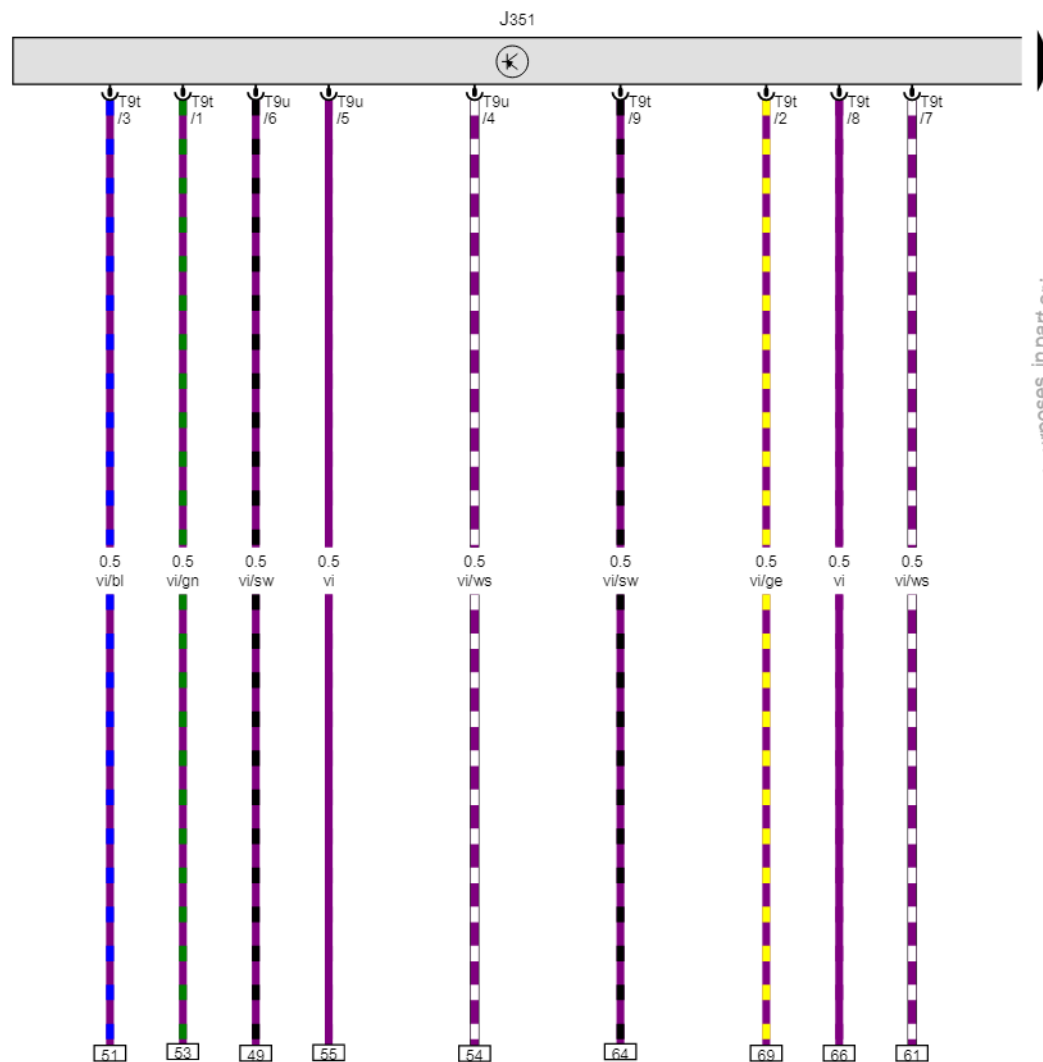 J351
T9t T9t T9u T9u T9u T9t T9t T9t T9t
/3 /1 /6 /5 /4 /9 /2 /8 /7
in part or
0.5 0.5 0.5 0.5 0.5 0.5 0.5 0.5 0.5
vi/bl vi/gn vi/sw vi vi/ws vi/sw vi/ge vi vi/ws
51 53 49 55 54 64 69 66 61